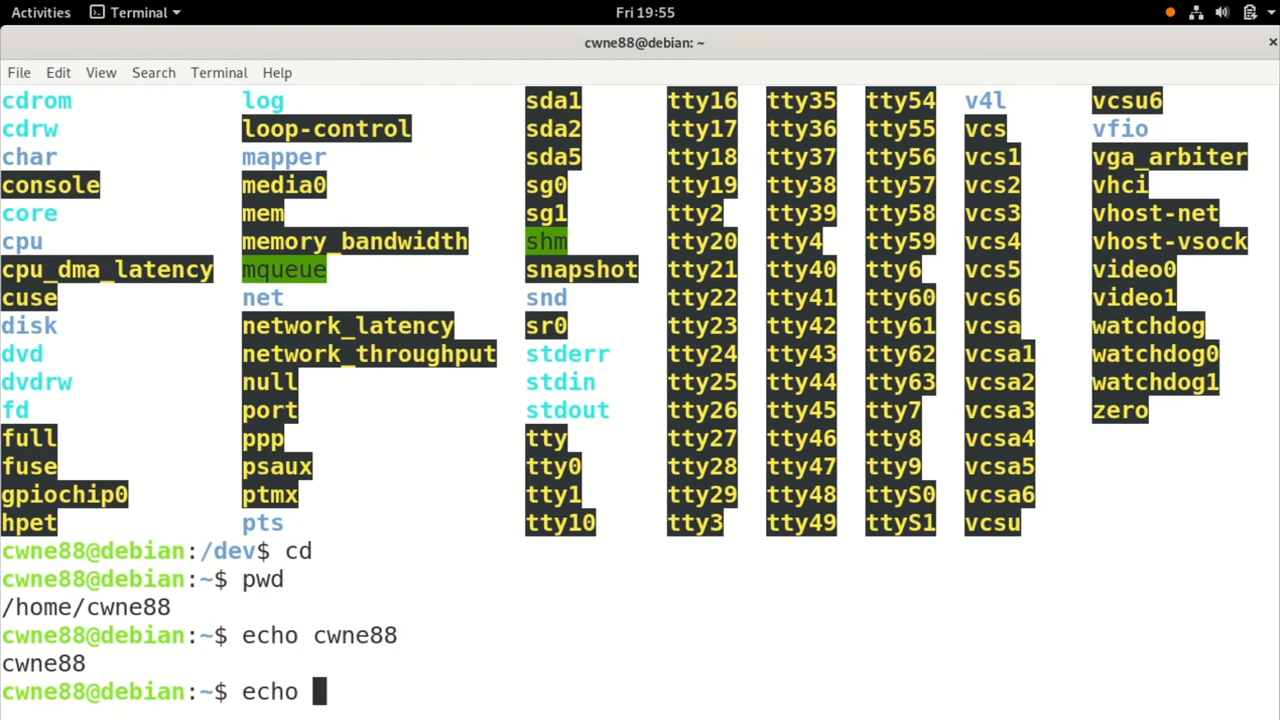 Activities Terminal Fri 19:55
cwne88@debian: ~ ×
File Edit View Search Terminal Help
cdrom log sda1 tty16 tty35 tty54 v4l vcsu6
cdrw loop-control sda2 tty17 tty36 tty55 vcs vfio
char mapper sda5 tty18 tty37 tty56 vcs1 vga_arbiter
console media0 sg0 tty19 tty38 tty57 vcs2 vhci
core mem sg1 tty2 tty39 tty58 vcs3 vhost-net
cpu memory_bandwidth shm tty20 tty4 tty59 vcs4 vhost-vsock
cpu_dma_latency mqueue snapshot tty21 tty40 tty6 vcs5 video0
cuse net snd tty22 tty41 tty60 vcs6 video1
disk network_latency sr0 tty23 tty42 tty61 vcsa watchdog
dvd network_throughput stderr tty24 tty43 tty62 vcsa1 watchdog0
dvdrw null stdin tty25 tty44 tty63 vcsa2 watchdog1
fd port stdout tty26 tty45 tty7 vcsa3 zero
full ppp tty tty27 tty46 tty8 vcsa4
fuse psaux tty0 tty28 tty47 tty9 vcsa5
gpiochip0 ptmx tty1 tty29 tty48 ttyS0 vcsa6
hpet pts tty10 tty3 tty49 ttyS1 vcsu
cwne88@debian:/dev$ cd
cwne88@debian:~$ pwd
/home/cwne88
cwne88@debian:~$ echo cwne88
cwne88
cwne88@debian:~$ echo